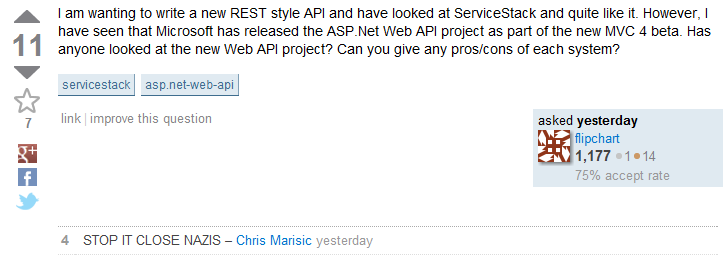 I am wanting to write a new REST style API and have looked at ServiceStack and quite like it. However, I
have seen that Microsoft has released the ASP.Net Web API project as part of the new MVC 4 beta. Has
anyone looked at the new Web API project? Can you give any pros/cons of each system?
11
servicestack asp.net-web-api
7
link | improve this question
asked yesterday
flipchart
1,177 1 14
75% accept rate
g+
f
4 STOP IT CLOSE NAZIS – Chris Marisic yesterday